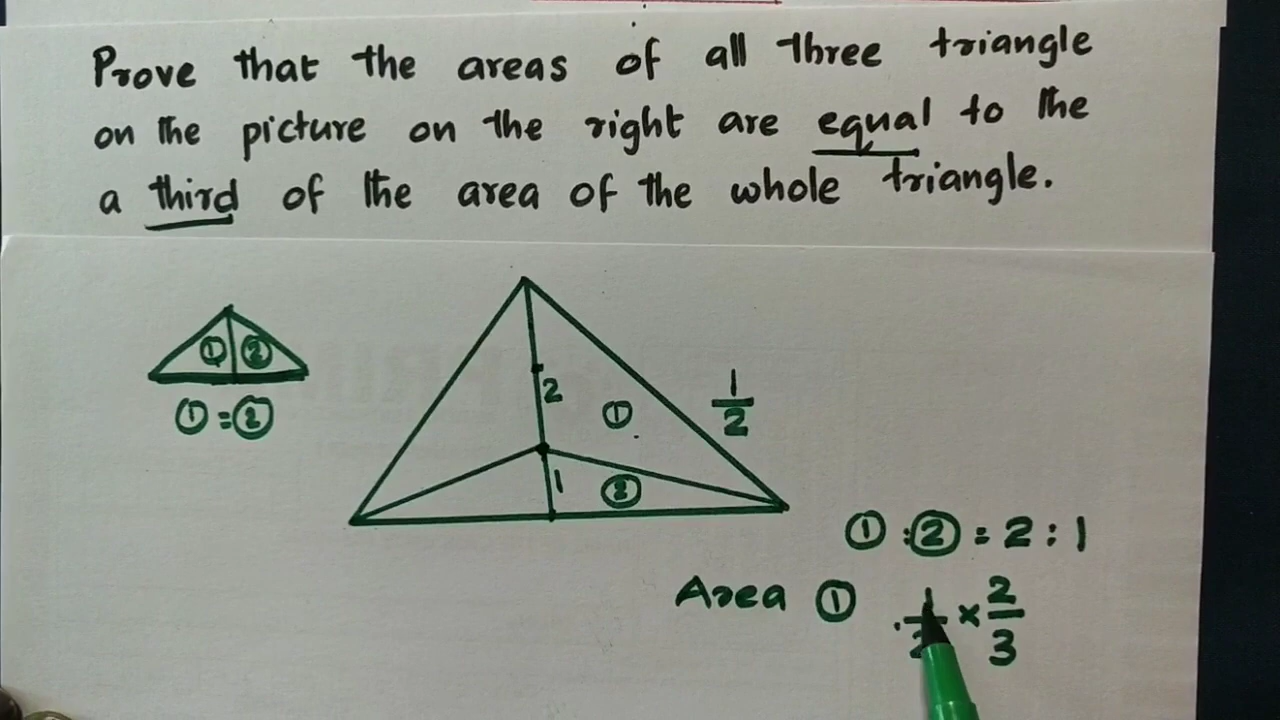 Prove that the areas of all three triangle
on the picture on the right are equal to the
a third of the area of the whole triangle.
① ②
① = ②
2
①
1/2
1
②
① : ② = 2 : 1
Area ① 1/2 × 2/3